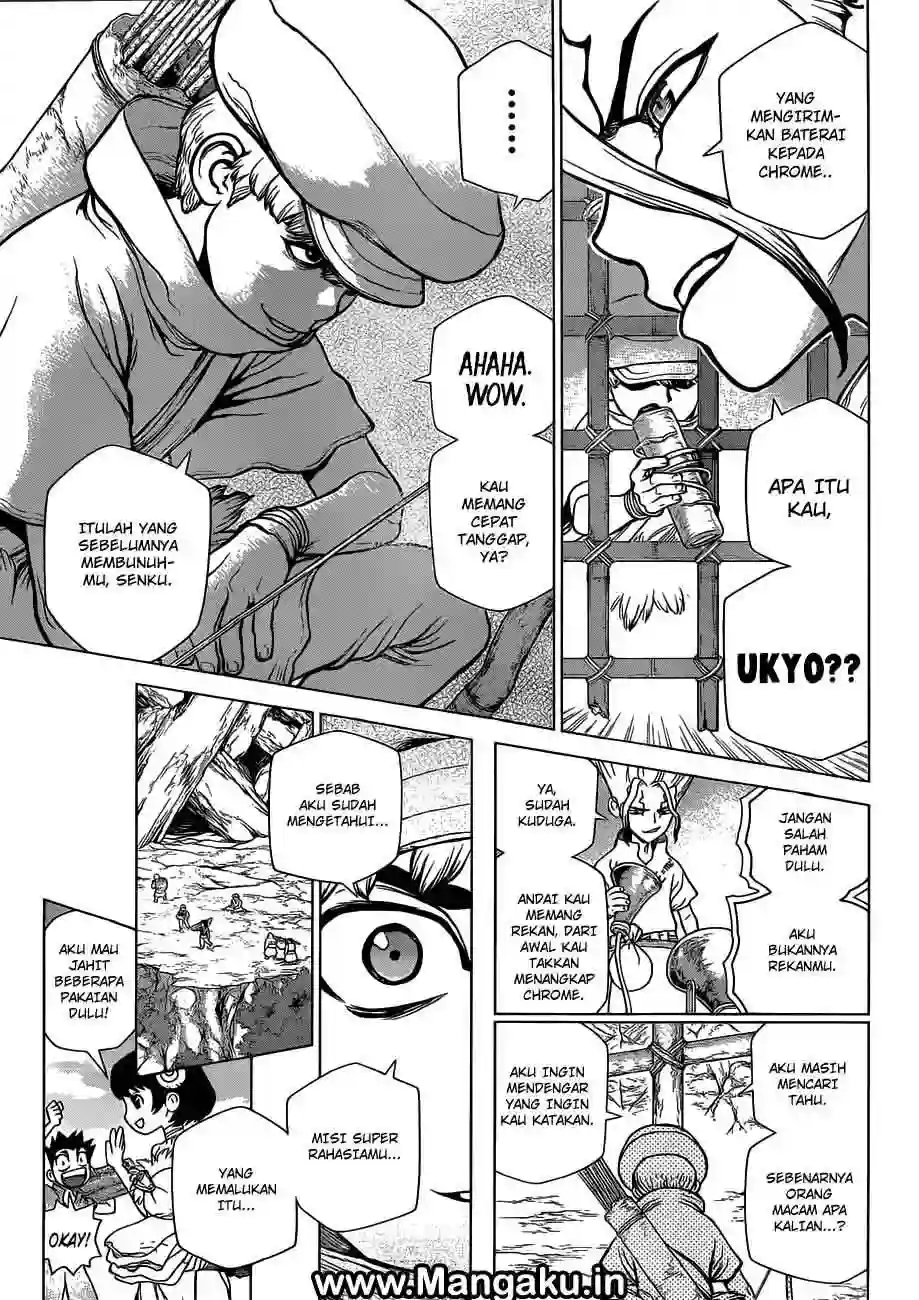 YANG
MENGIRIM-
KAN BATERAI
KEPADA
CHROME..
APA ITU
KAU,
UKYO??
......
AHAHA.
WOW.
KAU
MEMANG
CEPAT
TANGGAP,
YA?
ITULAH YANG
SEBELUMNYA
MEMBUNUH-
MU, SENKU.
JANGAN
SALAH
PAHAM
DULU.
AKU
BUKANNYA
REKANMU.
YA,
SUDAH
KUDUGA.
ANDAI KAU
MEMANG
REKAN, DARI
AWAL KAU
TAKKAN
MENANGKAP
CHROME.
AKU MASIH
MENCARI
TAHU.
SEBENARNYA
ORANG
MACAM APA
KALIAN...?
AKU INGIN
MENDENGAR
YANG INGIN
KAU KATAKAN.
SEBAB
AKU SUDAH
MENGETAHUI...
MISI SUPER
RAHASIAMU...
YANG
MEMALUKAN
ITU...
AKU MAU
JAHIT
BEBERAPA
PAKAIAN
DULU!
OKAY!
www.Mangaku.in